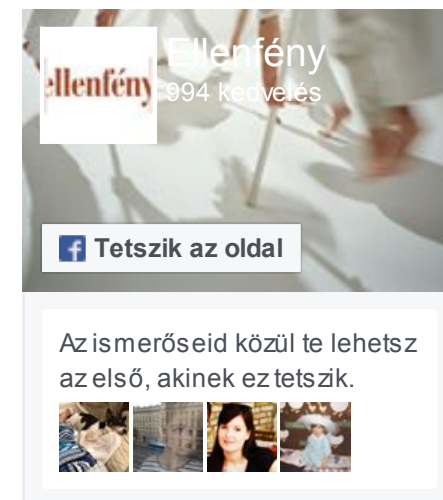 ellenfény
Ellenfény
994 kedvelés
Tetszik az oldal
Az ismerőseid közül te lehetsz
az első, akinek ez tetszik.